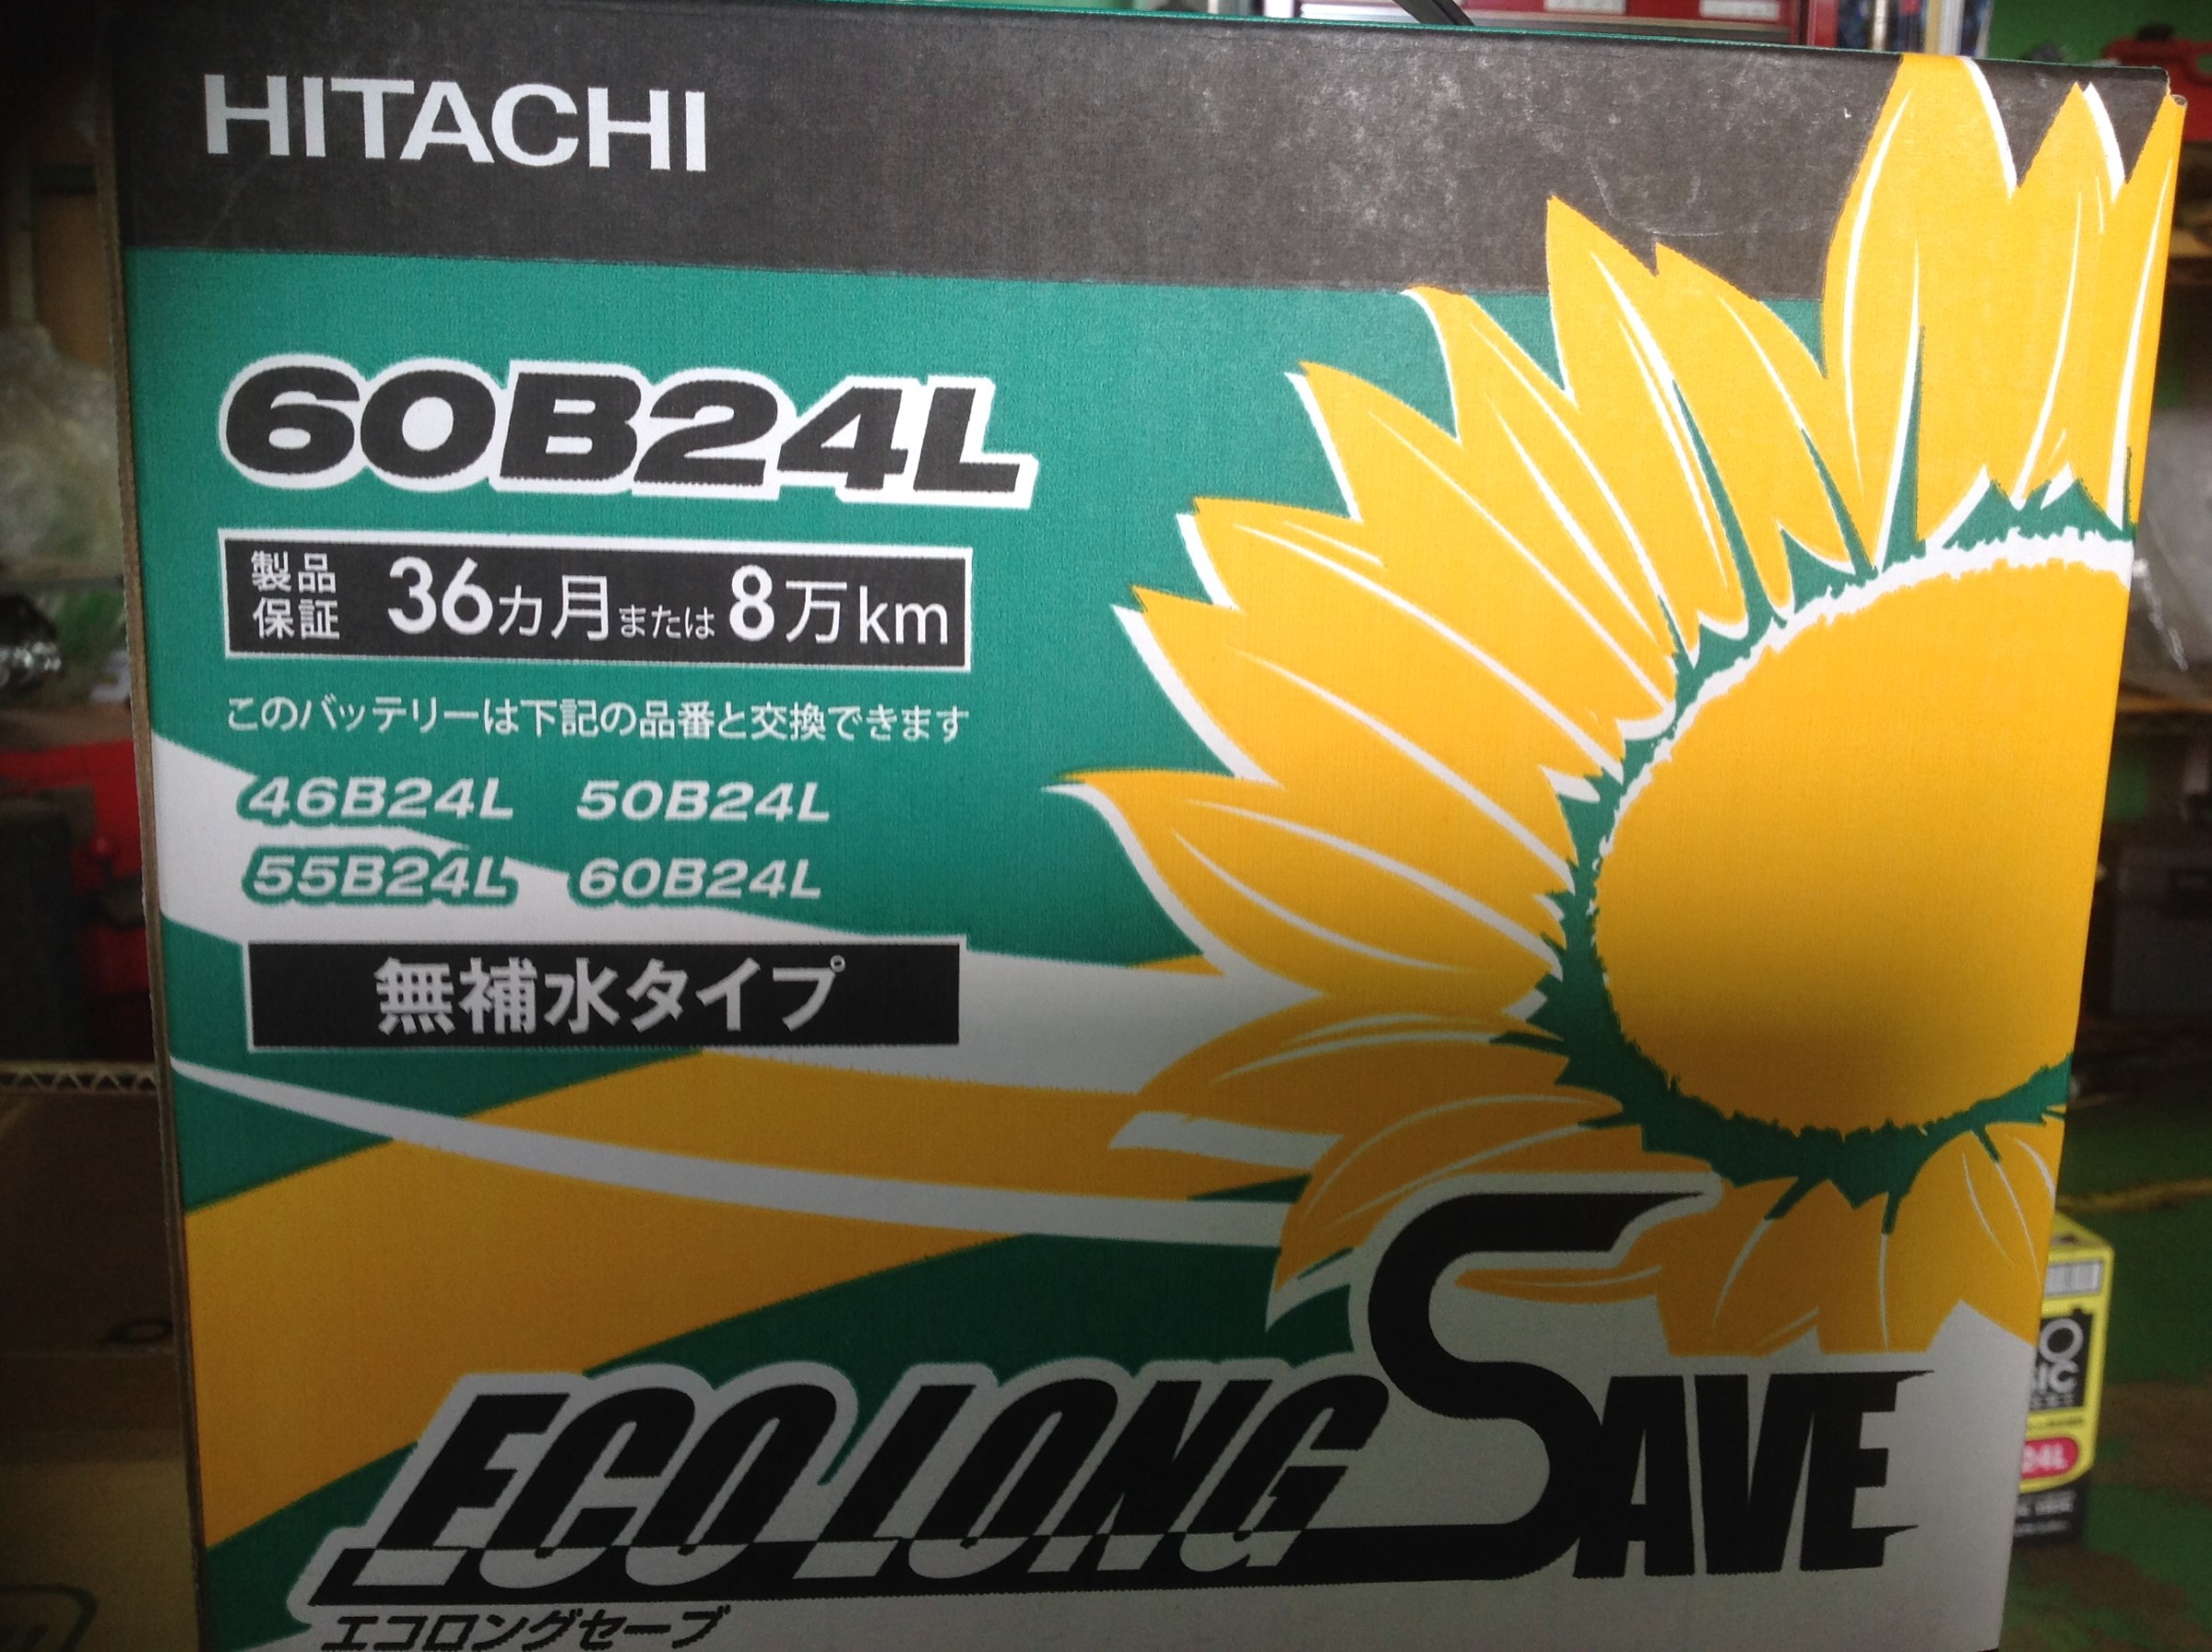 HITACHI
60B24L
製品保証 36カ月または8万km
このバッテリーは下記の品番と交換できます
46B24L 50B24L
55B24L 60B24L
無補水タイプ
ECO LONG SAVE
エコロングセーブ
24L